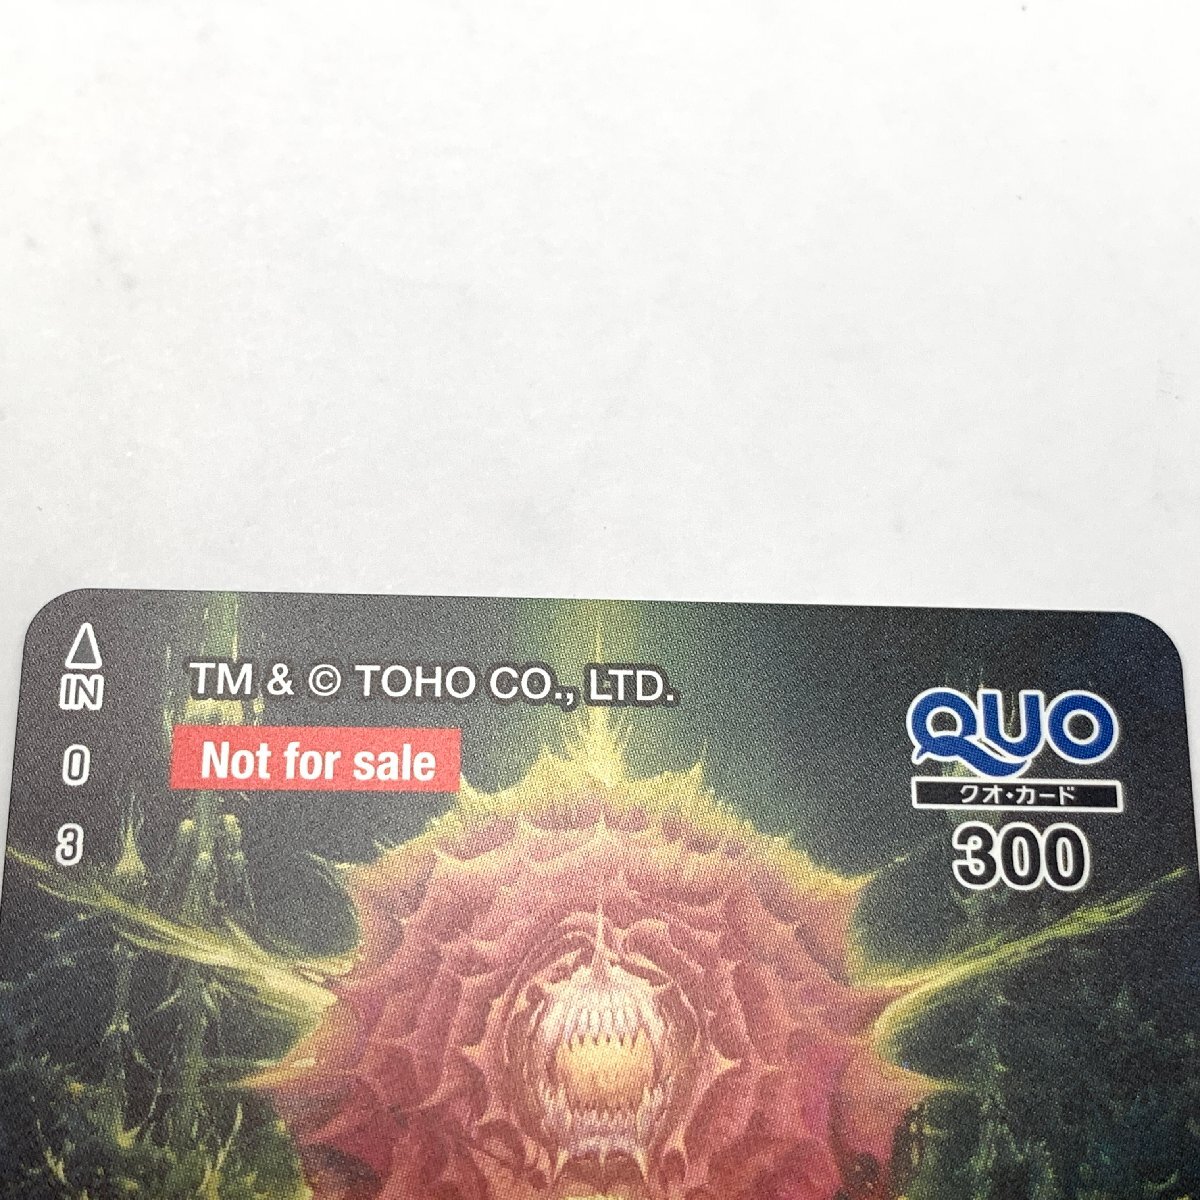 △
IN
0
3
TM & © TOHO CO., LTD.
Not for sale
QUO
クオ・カード
300